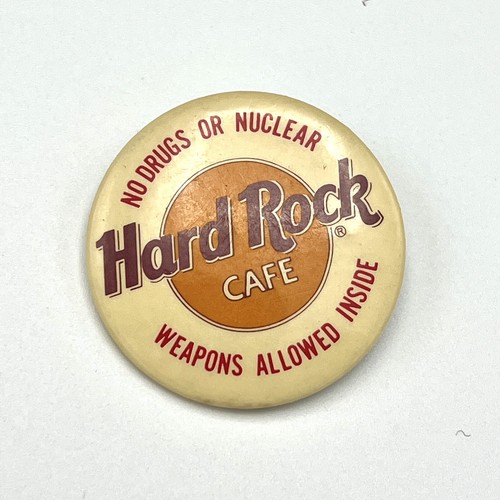 NO DRUGS OR NUCLEAR
Hard Rock ®
CAFE
WEAPONS ALLOWED INSIDE